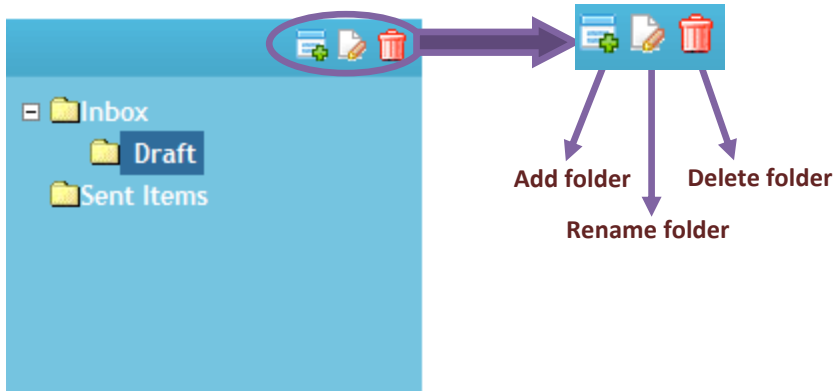 Inbox
Draft
Sent Items
Add folder
Delete folder
Rename folder